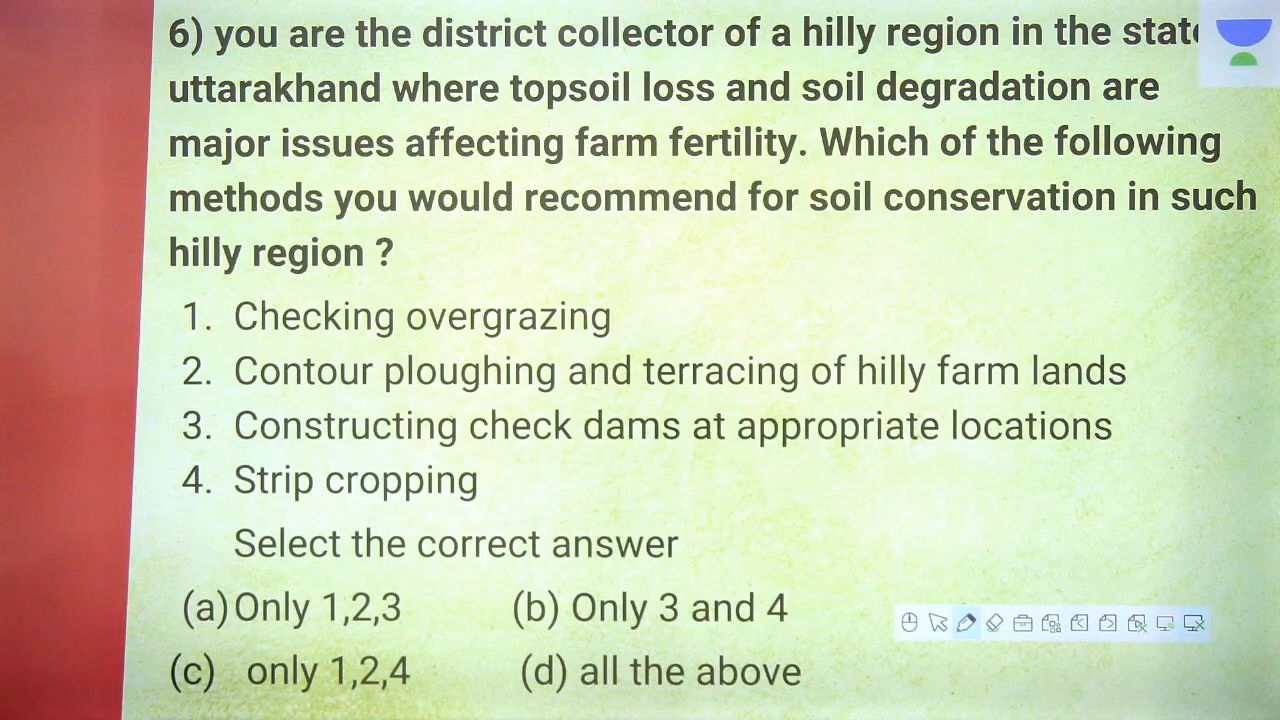 6) you are the district collector of a hilly region in the state
uttarakhand where topsoil loss and soil degradation are
major issues affecting farm fertility. Which of the following
methods you would recommend for soil conservation in such
hilly region ?
1. Checking overgrazing
2. Contour ploughing and terracing of hilly farm lands
3. Constructing check dams at appropriate locations
4. Strip cropping
Select the correct answer
(a) Only 1,2,3 (b) Only 3 and 4
(c) only 1,2,4 (d) all the above